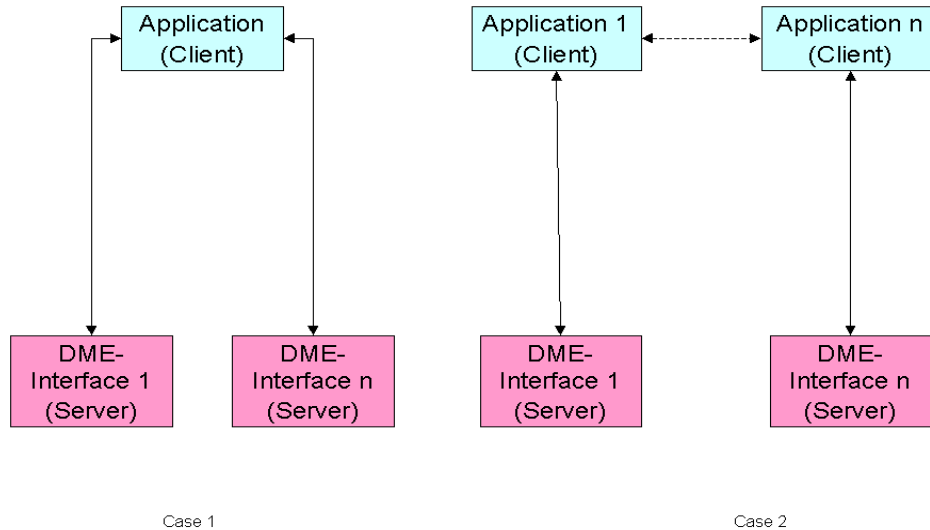 Application
(Client)
Application 1
(Client)
Application n
(Client)
DME-
Interface 1
(Server)
DME-
Interface n
(Server)
DME-
Interface 1
(Server)
DME-
Interface n
(Server)
Case 1
Case 2